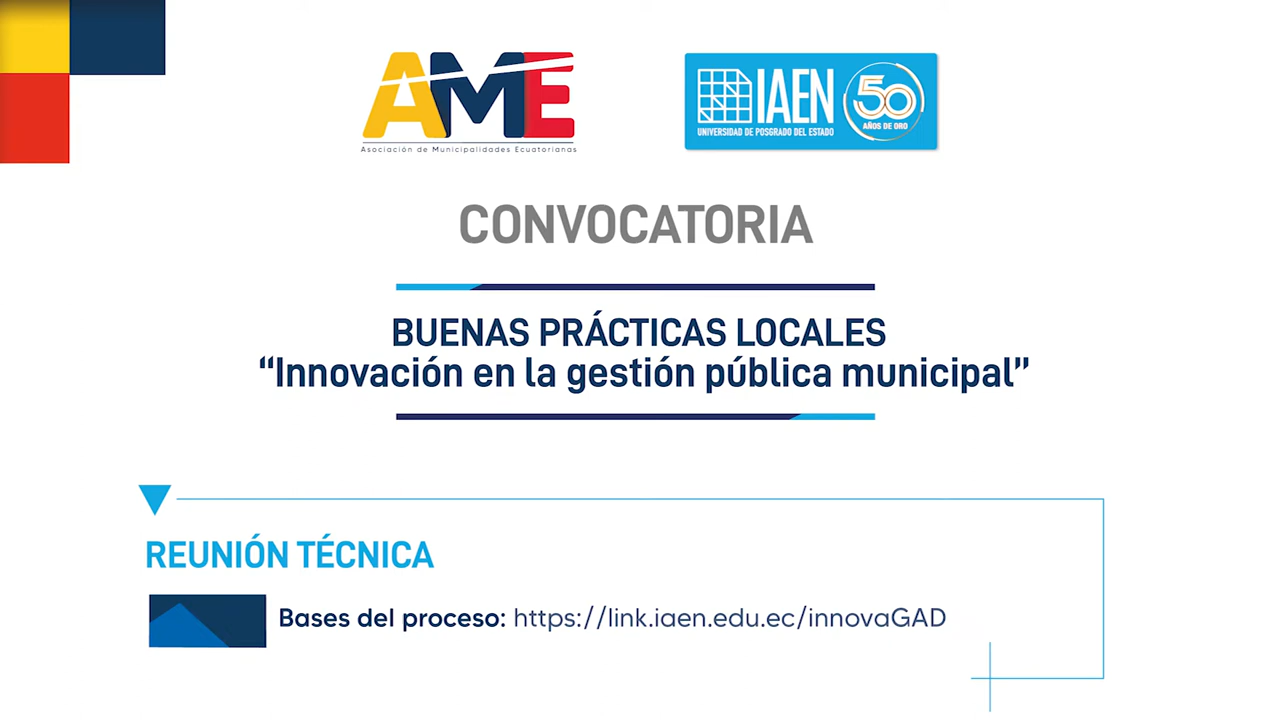 AME
Asociación de Municipalidades Ecuatorianas
IAEN
UNIVERSIDAD DE POSGRADO DEL ESTADO
50
AÑOS DE ORO
CONVOCATORIA
BUENAS PRÁCTICAS LOCALES
“Innovación en la gestión pública municipal”
REUNIÓN TÉCNICA
Bases del proceso: https://link.iaen.edu.ec/innovaGAD